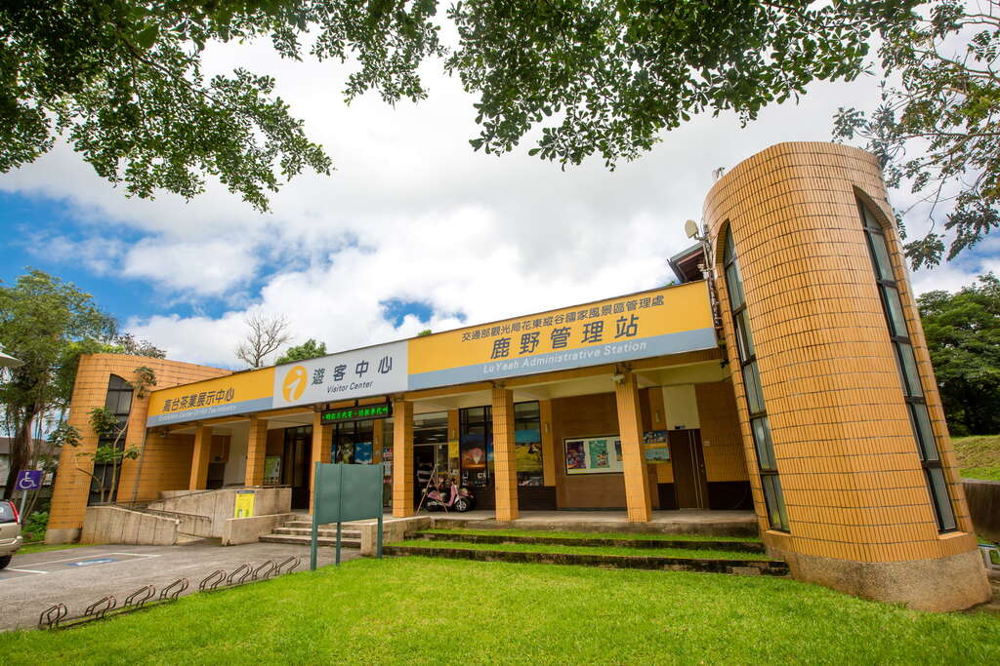 高台茶業展示中心
遊客中心
Visitor Center
交通部觀光局花東縱谷國家風景區管理處
鹿野管理站
LuYeah Administrative Station